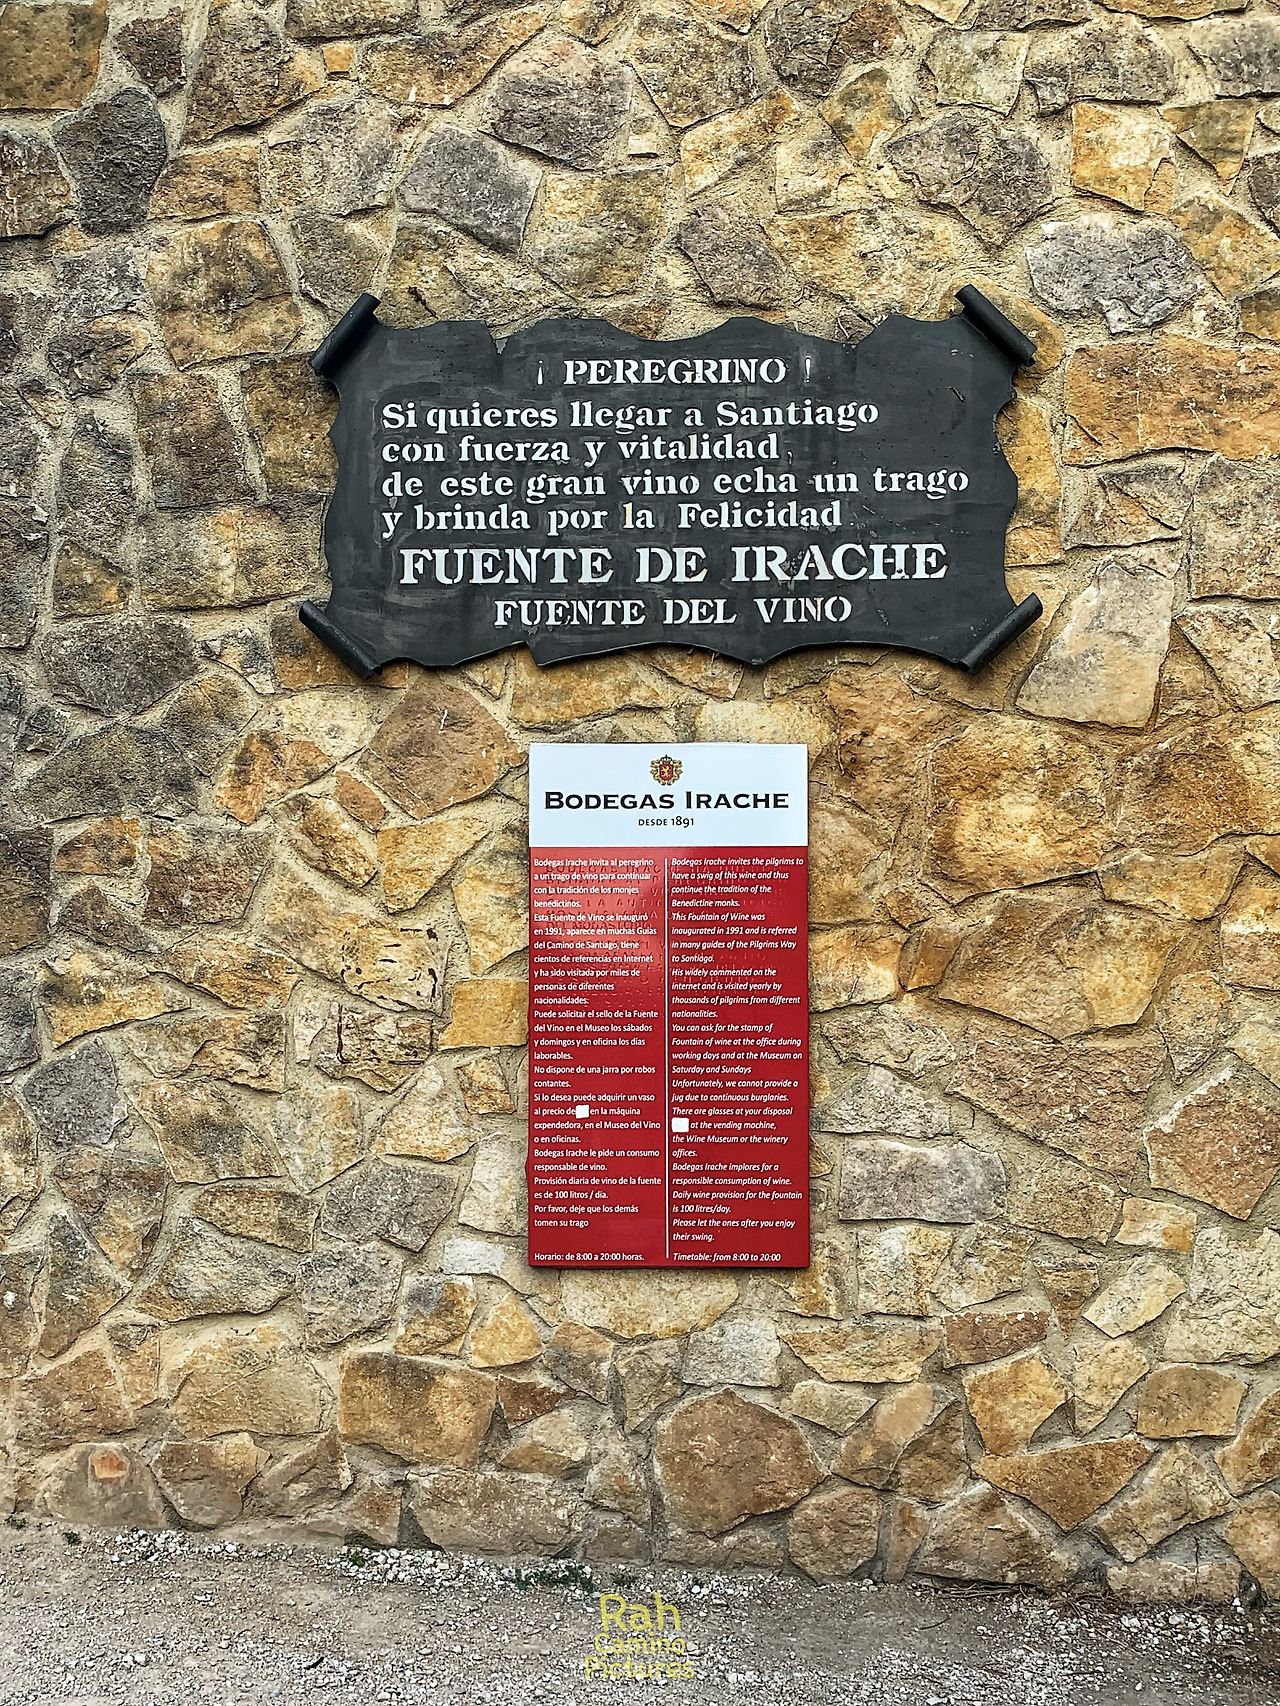 ¡ PEREGRINO !
Si quieres llegar a Santiago
con fuerza y vitalidad
de este gran vino echa un trago
y brinda por la Felicidad
FUENTE DE IRACHE
FUENTE DEL VINO
BODEGAS IRACHE
DESDE 1891
Bodegas Irache invita al peregrino
a un trago de vino para continuar
con la tradición de los monjes
benedictinos.
Esta Fuente de Vino se inauguró
en 1991, aparece en muchas Guías
del Camino de Santiago, tiene
cientos de referencias en Internet
y ha sido visitada por miles de
personas de diferentes
nacionalidades.
Puede solicitar el sello de la Fuente
del Vino en el Museo los sábados
y domingos y en oficina los días
laborables.
No dispone de una jarra por robos
contantes.
Si lo desea puede adquirir un vaso
al precio de en la máquina
expendedora, en el Museo del Vino
o en oficinas.
Bodegas Irache le pide un consumo
responsable de vino.
Provisión diaria de vino de la fuente
es de 100 litros / día.
Por favor, deje que los demás
tomen su trago
Horario: de 8:00 a 20:00 horas.
Bodegas Irache invites the pilgrims to
have a swig of this wine and thus
continue the tradition of the
Benedictine monks.
This Fountain of Wine was
inaugurated in 1991 and is referred
in many guides of the Pilgrims Way
to Santiago.
His widely commented on the
internet and is visited yearly by
thousands of pilgrims from different
nationalities.
You can ask for the stamp of
Fountain of wine at the office during
working days and at the Museum on
Saturday and Sundays
Unfortunately, we cannot provide a
jug due to continuous burglaries.
There are glasses at your disposal
at the vending machine,
the Wine Museum or the winery
offices.
Bodegas Irache implores for a
responsible consumption of wine.
Daily wine provision for the fountain
is 100 litres/day.
Please let the ones after you enjoy
their swing.
Timetable: from 8:00 to 20:00
Rah
Camino
Pictures